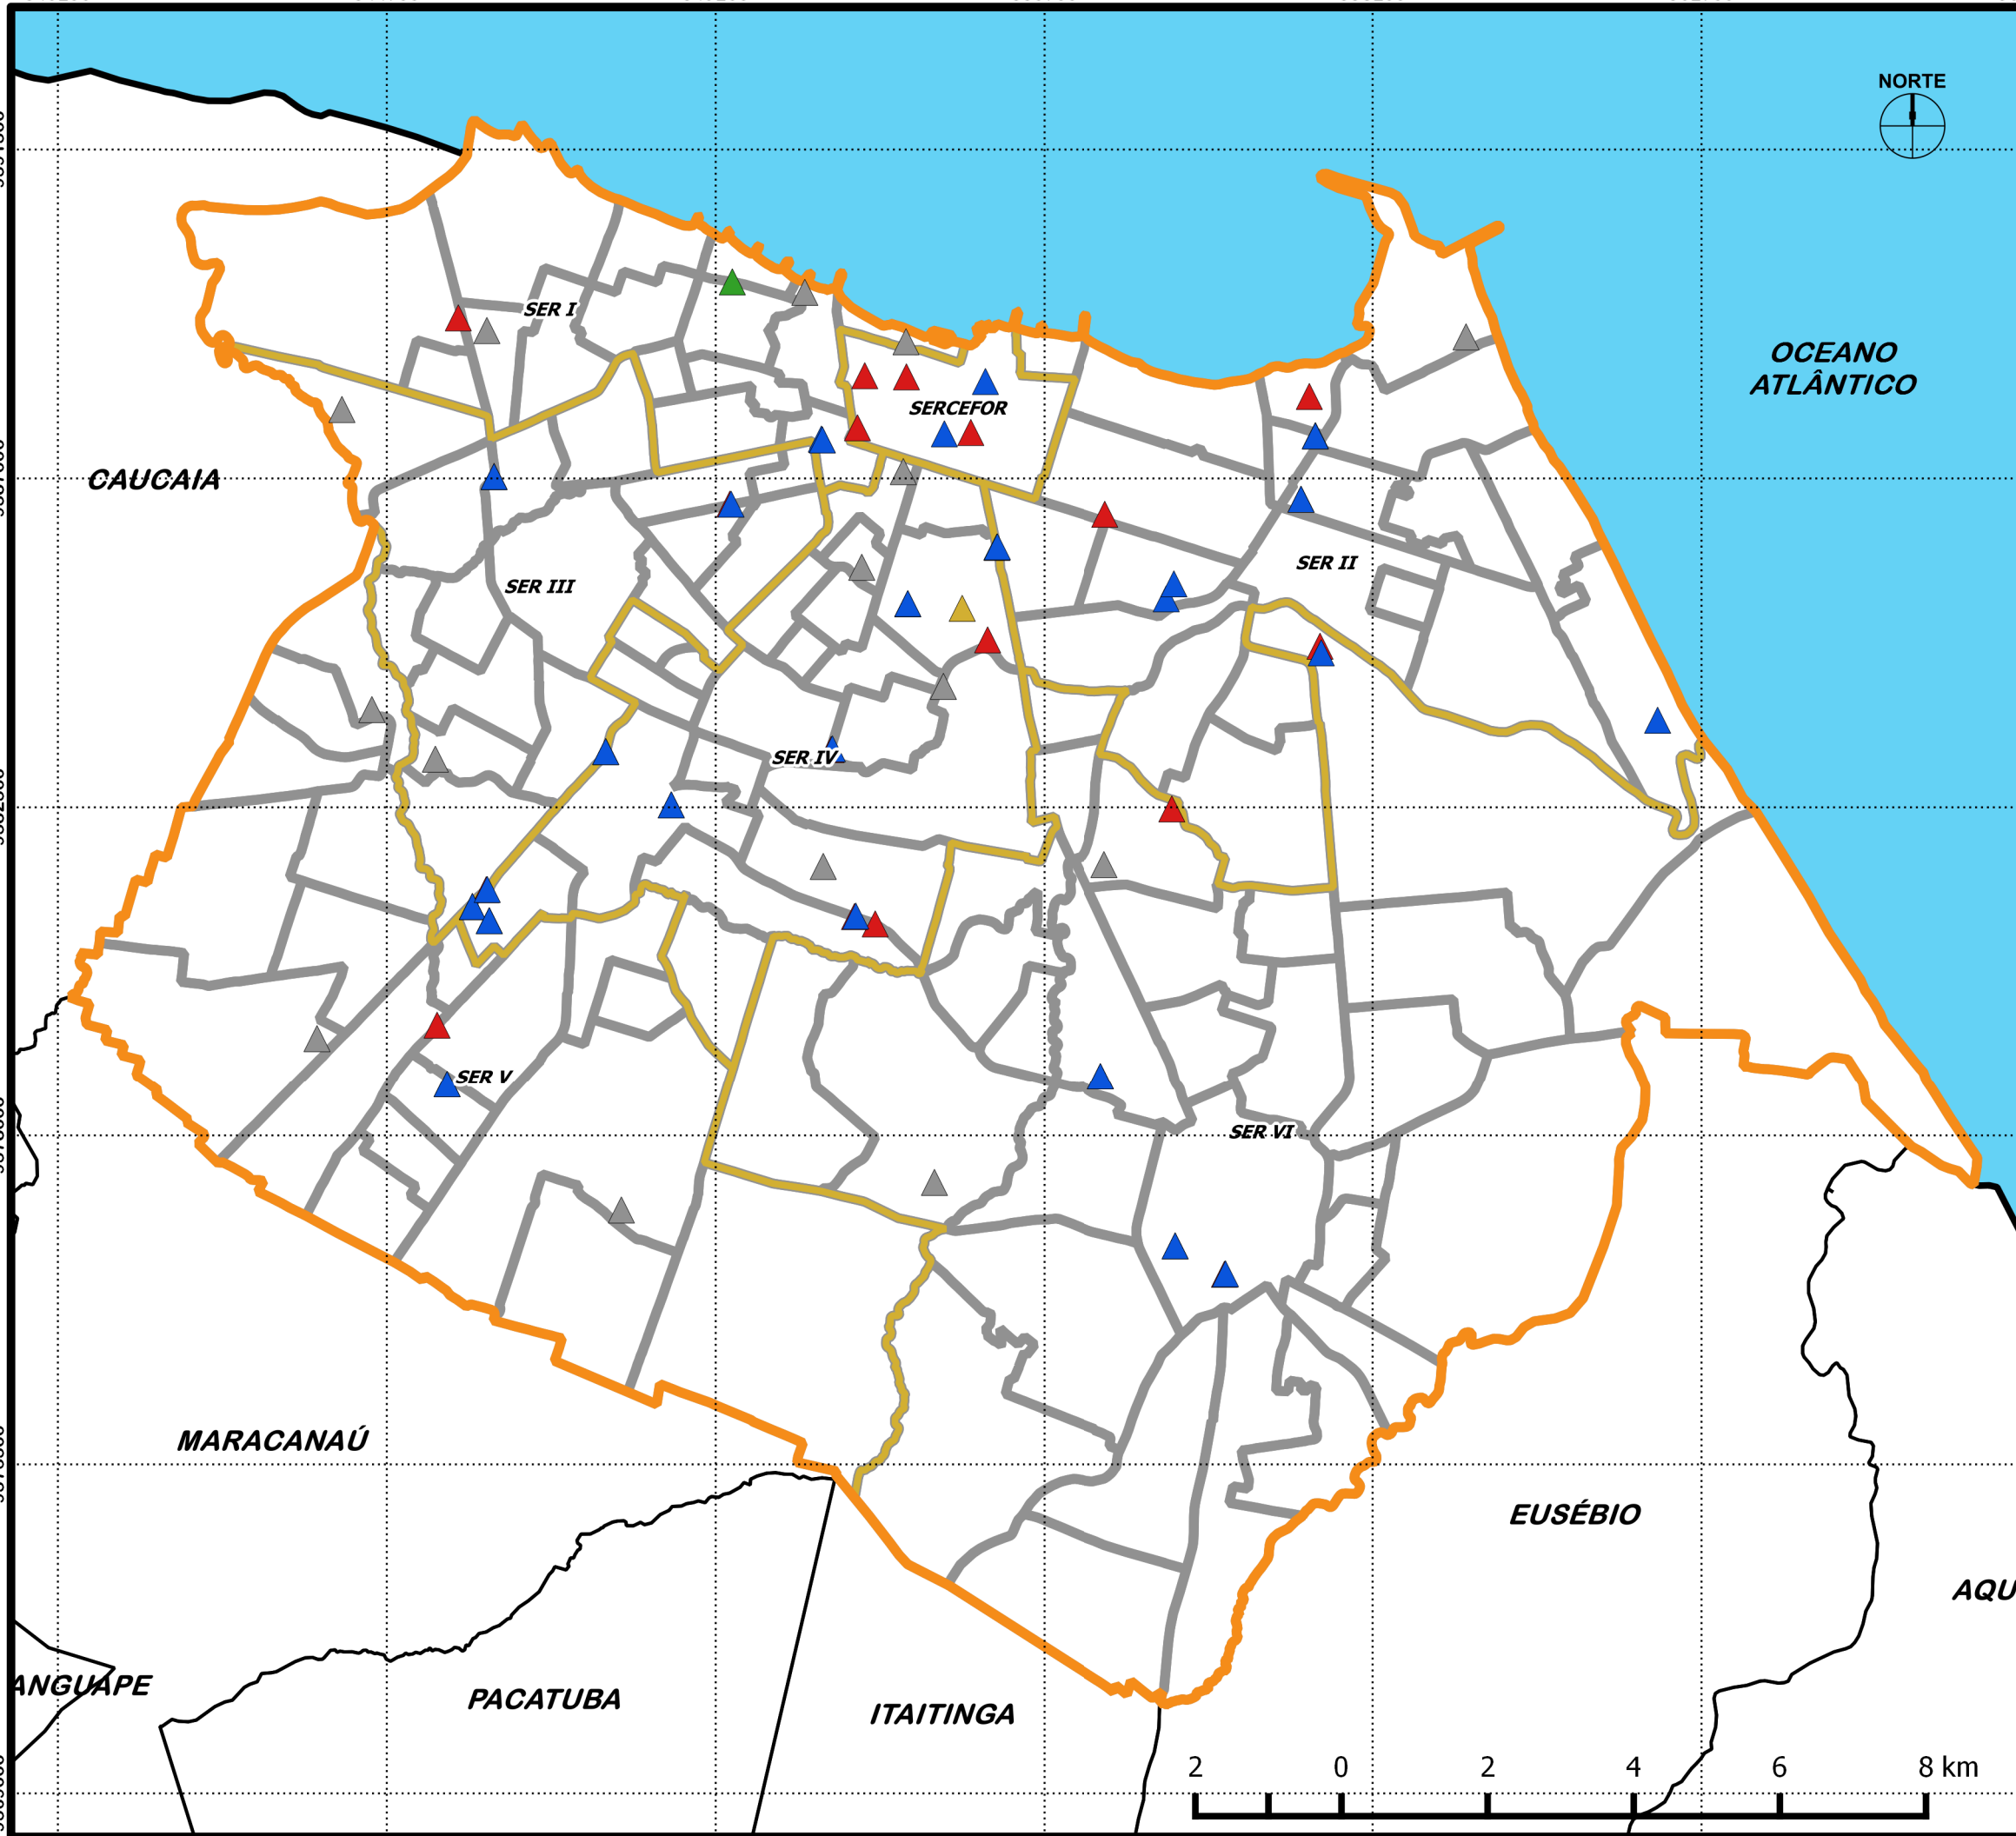 NORTE
OCEANO
ATLÂNTICO
SER I
SERCEFOR
CAUCAIA
SER II
SER III
SER IV
SER V
SER VI
MARACANAÚ
EUSÉBIO
AQU
ANGUAPE
PACATUBA
ITAITINGA
2 0 2 4 6 8 km